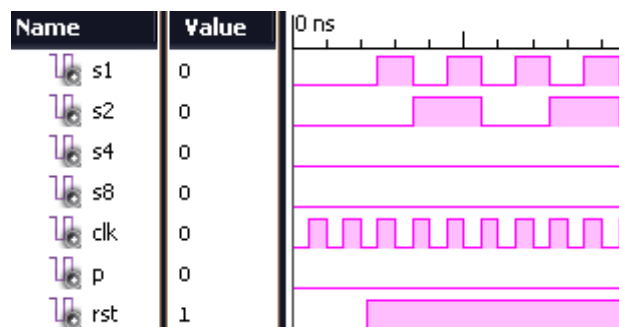 Name Value 0 ns
s1 0
s2 0
s4 0
s8 0
clk 0
p 0
rst 1